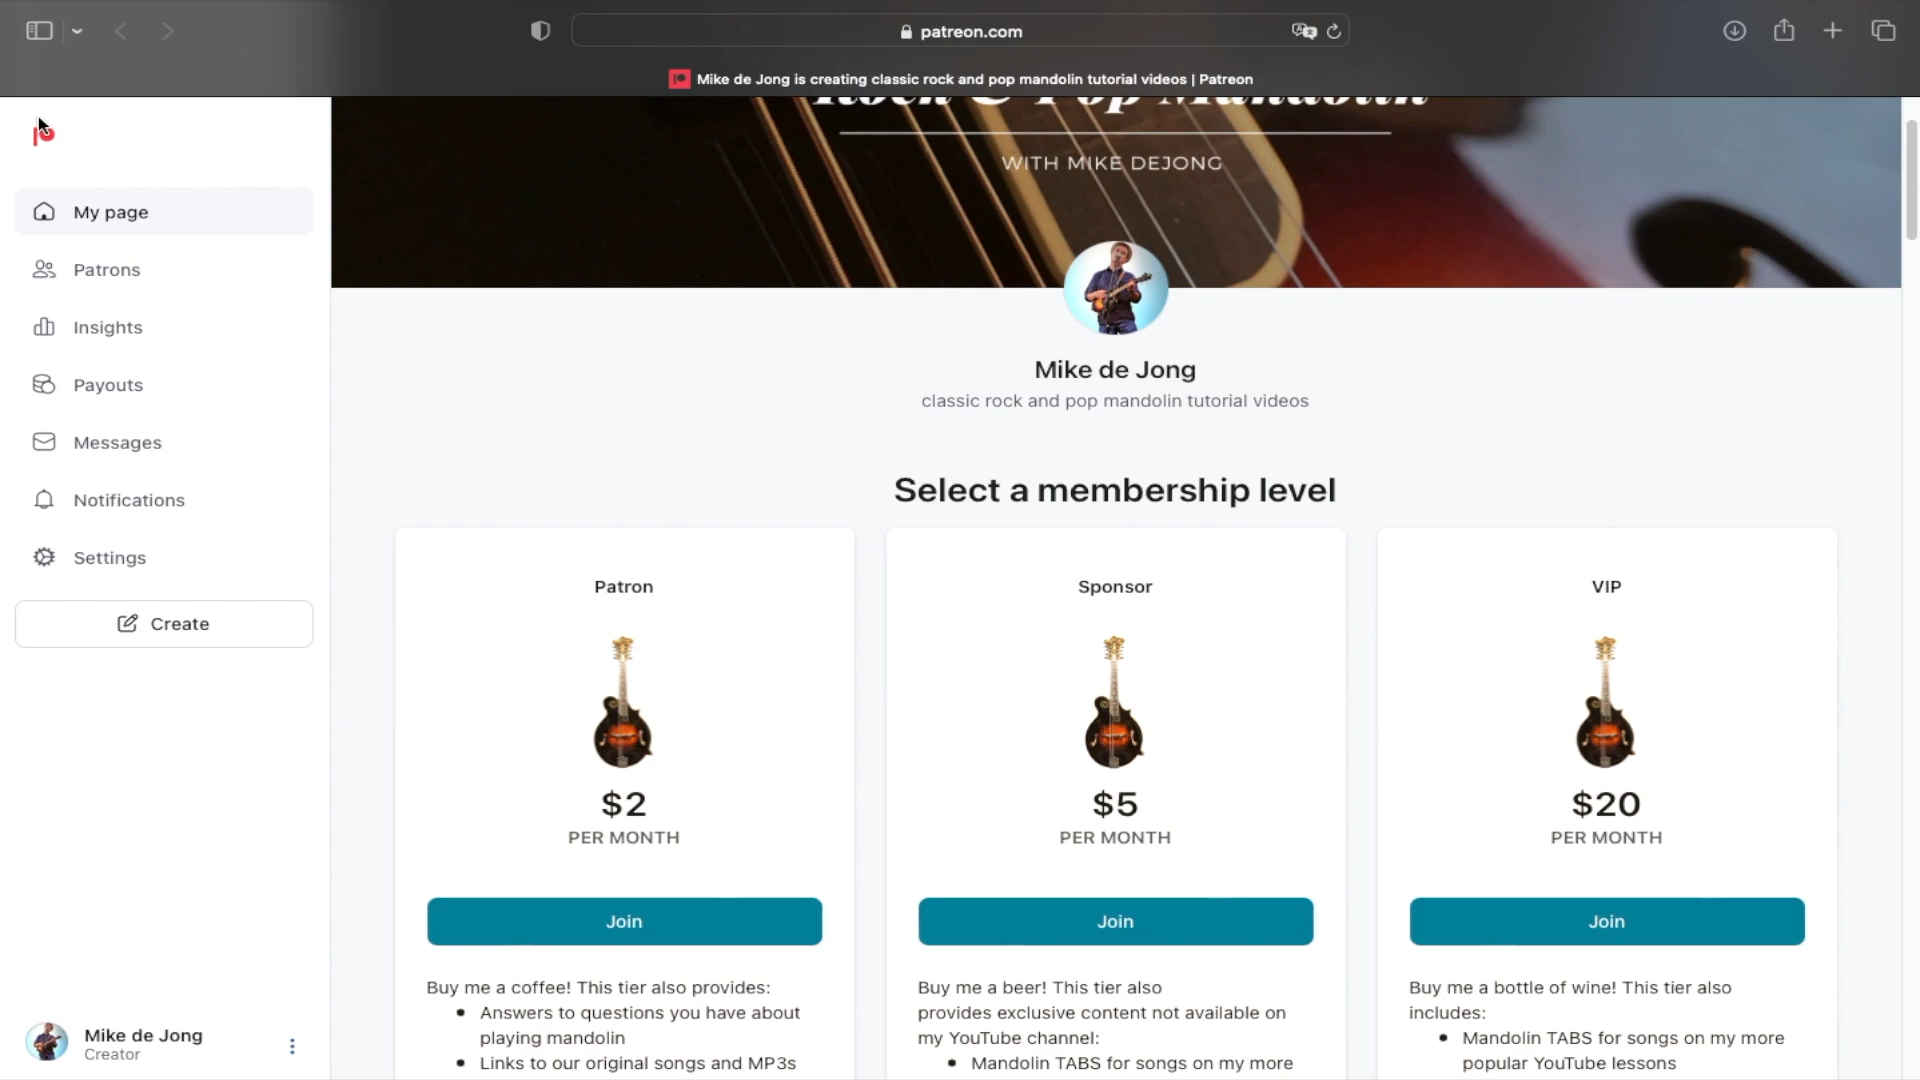 patreon.com
Mike de Jong is creating classic rock and pop mandolin tutorial videos | Patreon
Rock & Pop Mandolin
WITH MIKE DEJONG
My page
Patrons
Insights
Payouts
Messages
Notifications
Settings
Create
Mike de Jong
Creator
Mike de Jong
classic rock and pop mandolin tutorial videos
Select a membership level
Patron
$2
PER MONTH
Join
Buy me a coffee! This tier also provides:
• Answers to questions you have about
playing mandolin
• Links to our original songs and MP3s
Sponsor
$5
PER MONTH
Join
Buy me a beer! This tier also
provides exclusive content not available on
my YouTube channel:
• Mandolin TABS for songs on my more
VIP
$20
PER MONTH
Join
Buy me a bottle of wine! This tier also
includes:
• Mandolin TABS for songs on my more
popular YouTube lessons